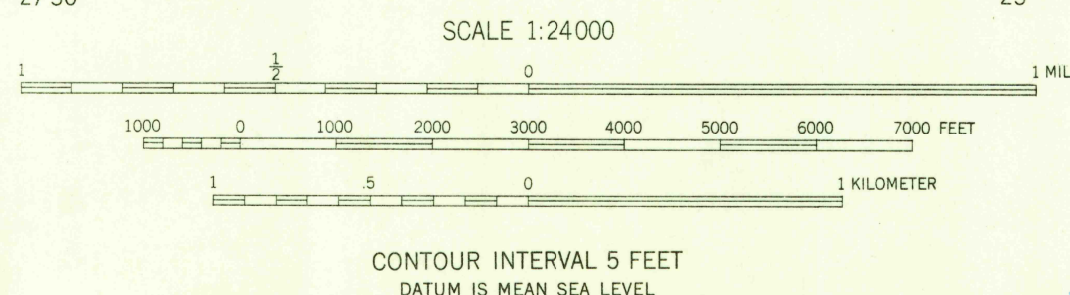 SCALE 1:24000
1 1/2 0 1
1000 0 1000 2000 3000 4000 5000 6000 7000 FEET
1 .5 0 1 KILOMETER
CONTOUR INTERVAL 5 FEET
DATUM IS MEAN SEA LEVEL